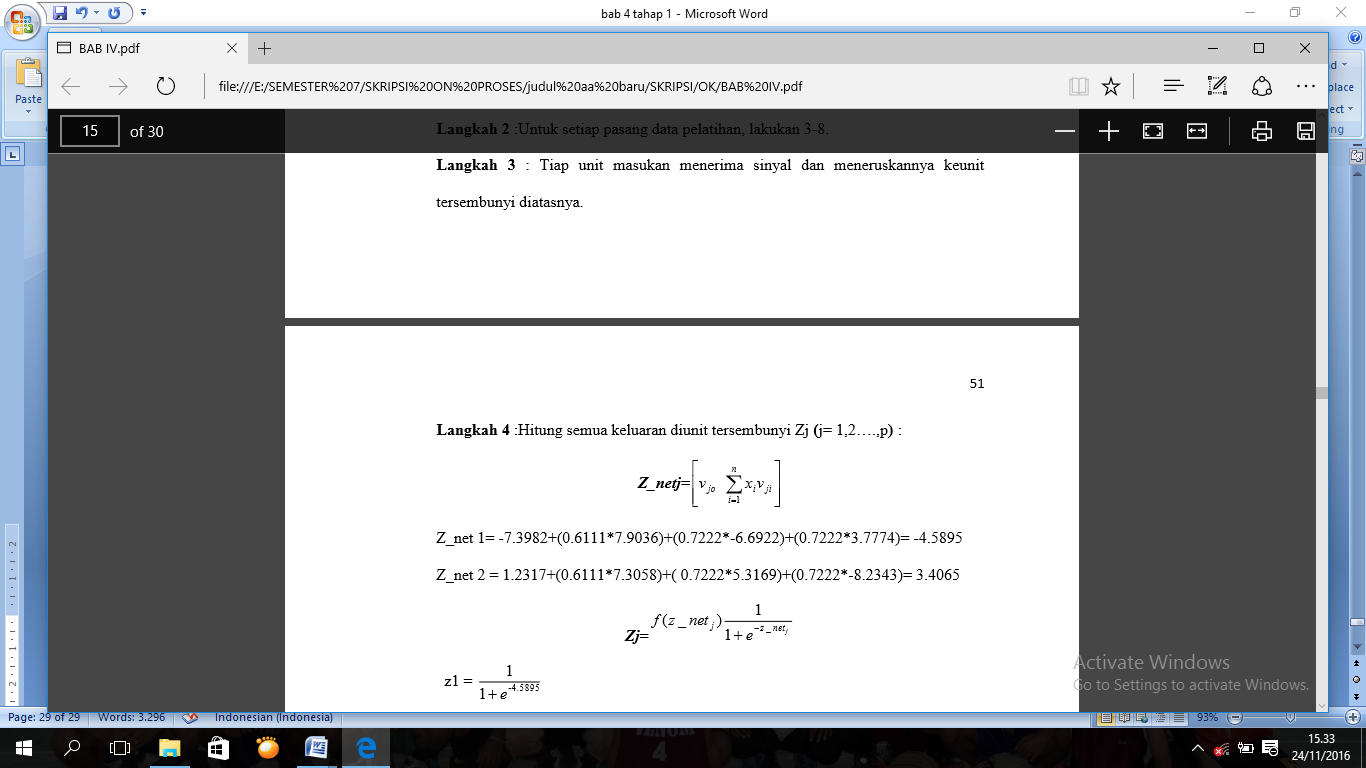 bab 4 tahap 1 - Microsoft Word
BAB IV.pdf
file:///E:/SEMESTER%207/SKRIPSI%20ON%20PROSES/judul%20aa%20baru/SKRIPSI/OK/BAB%20IV.pdf
Paste
15 of 30
Langkah 2 :Untuk setiap pasang data pelatihan, lakukan 3-8.
Langkah 3 : Tiap unit masukan menerima sinyal dan meneruskannya keunit
tersembunyi diatasnya.
51
Langkah 4 :Hitung semua keluaran diunit tersembunyi Zj (j= 1,2….,p) :
Z_netj=[v_jo ∑_{i=1}^{n} x_i v_ji]
Z_net 1= -7.3982+(0.6111*7.9036)+(0.7222*-6.6922)+(0.7222*3.7774)= -4.5895
Z_net 2 = 1.2317+(0.6111*7.3058)+( 0.7222*5.3169)+(0.7222*-8.2343)= 3.4065
Zj= f(z_net_j) 1/(1+e^{-z_net_j})
z1 = 1/(1+e^{-4.5895})
Activate Windows
Go to Settings to activate Windows.
Page: 29 of 29 Words: 3.296 Indonesian (Indonesia) 93%
15.33
24/11/2016